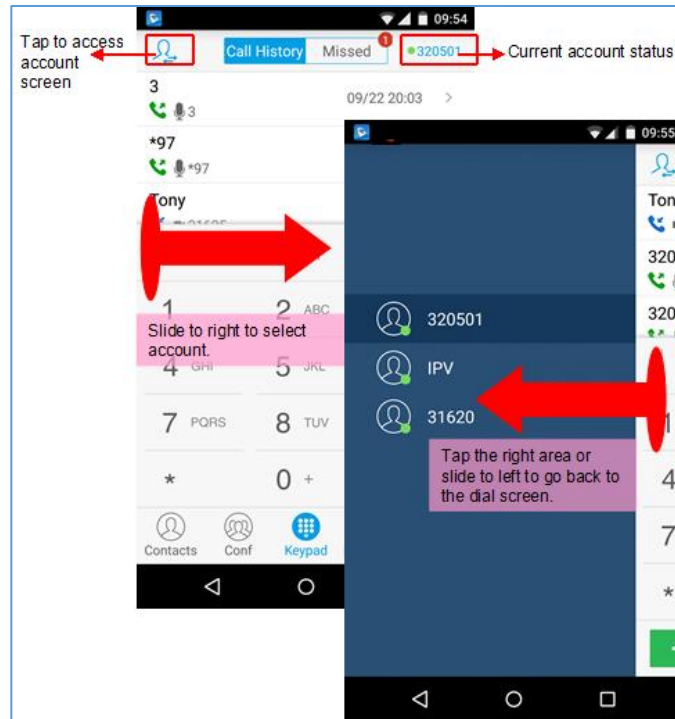 09:54
Tap to access
account
screen
Call History
Missed
1
320501
Current account status
3
3
09/22 20:03
*97
*97
Tony
1
2 ABC
Slide to right to select
account.
4 GHI
5 JKL
7 PQRS
8 TUV
*
0 +
Contacts
Conf
Keypad
09:55
320501
IPV
31620
Tap the right area or
slide to left to go back to
the dial screen.
Ton
320
320
1
4
7
*